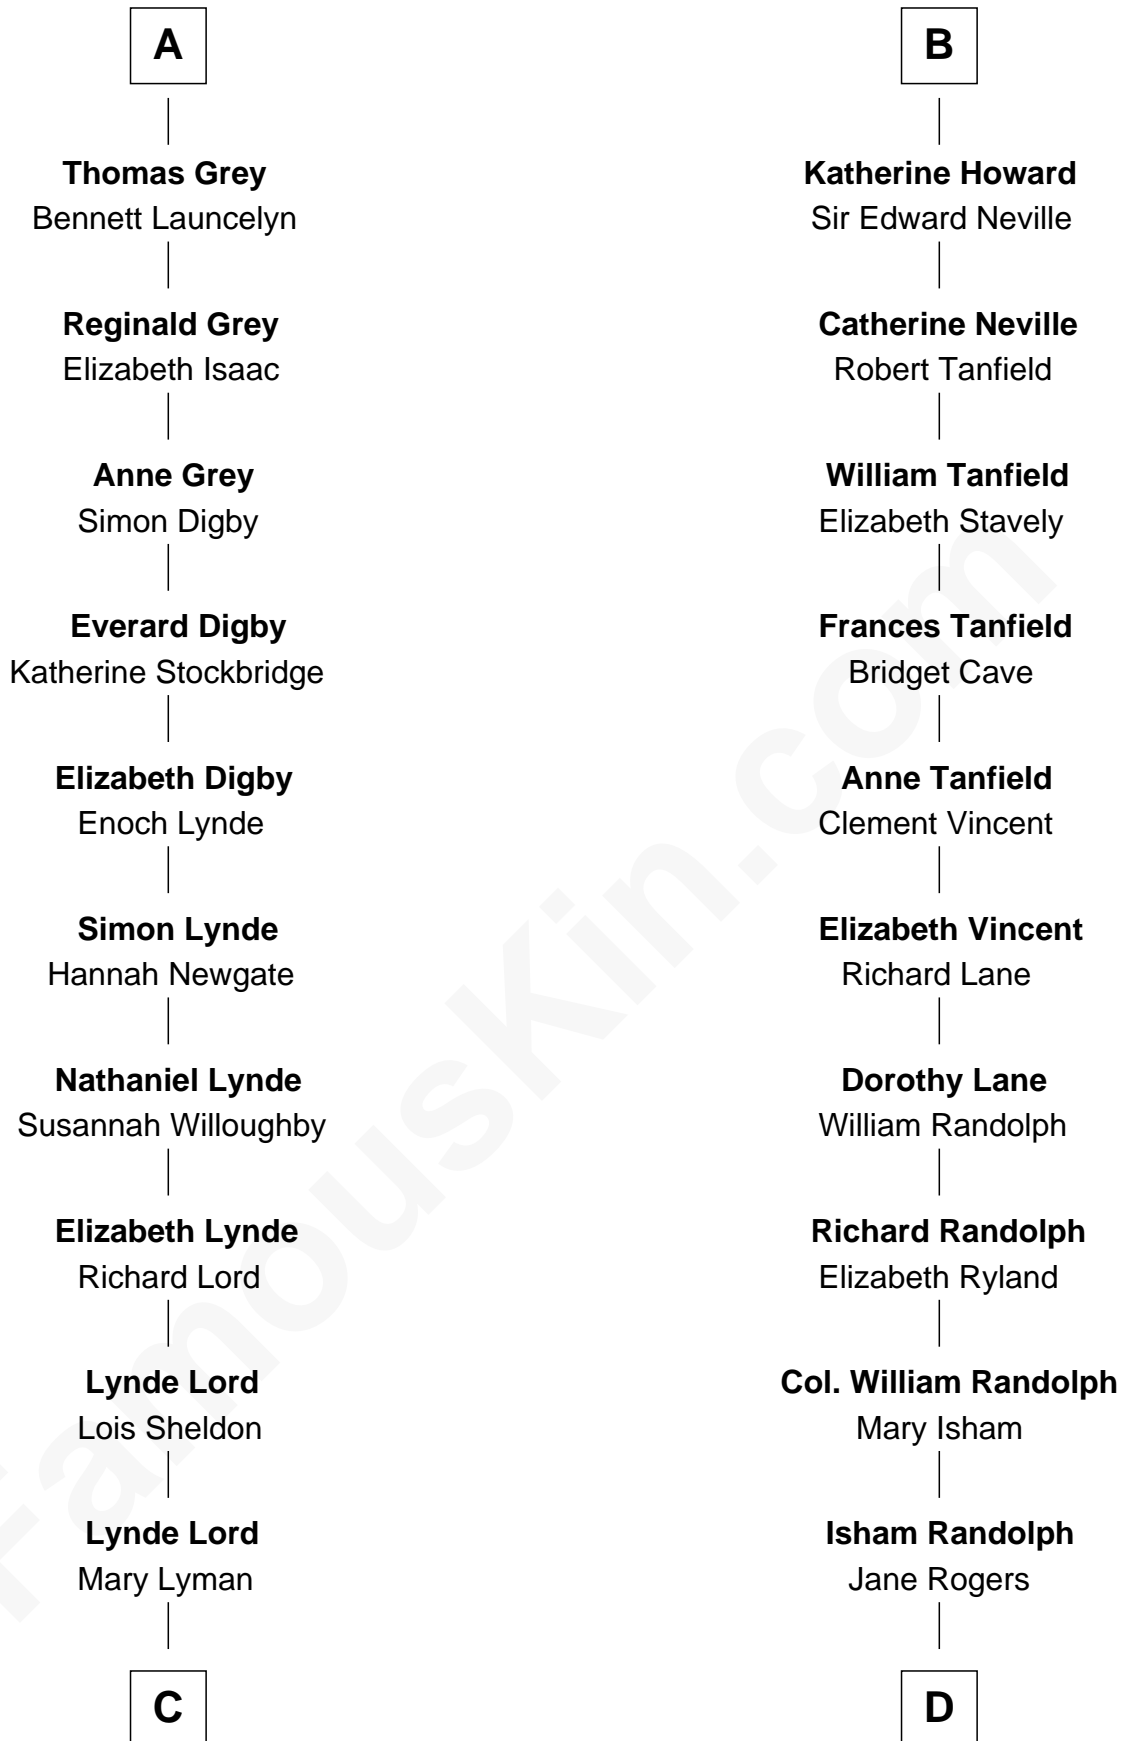 A
Thomas Grey
Bennett Launcelyn
Reginald Grey
Elizabeth Isaac
Anne Grey
Simon Digby
Everard Digby
Katherine Stockbridge
Elizabeth Digby
Enoch Lynde
Simon Lynde
Hannah Newgate
Nathaniel Lynde
Susannah Willoughby
Elizabeth Lynde
Richard Lord
Lynde Lord
Lois Sheldon
Lynde Lord
Mary Lyman
C
B
Katherine Howard
Sir Edward Neville
Catherine Neville
Robert Tanfield
William Tanfield
Elizabeth Stavely
Frances Tanfield
Bridget Cave
Anne Tanfield
Clement Vincent
Elizabeth Vincent
Richard Lane
Dorothy Lane
William Randolph
Richard Randolph
Elizabeth Ryland
Col. William Randolph
Mary Isham
Isham Randolph
Jane Rogers
D
FamousKin.com